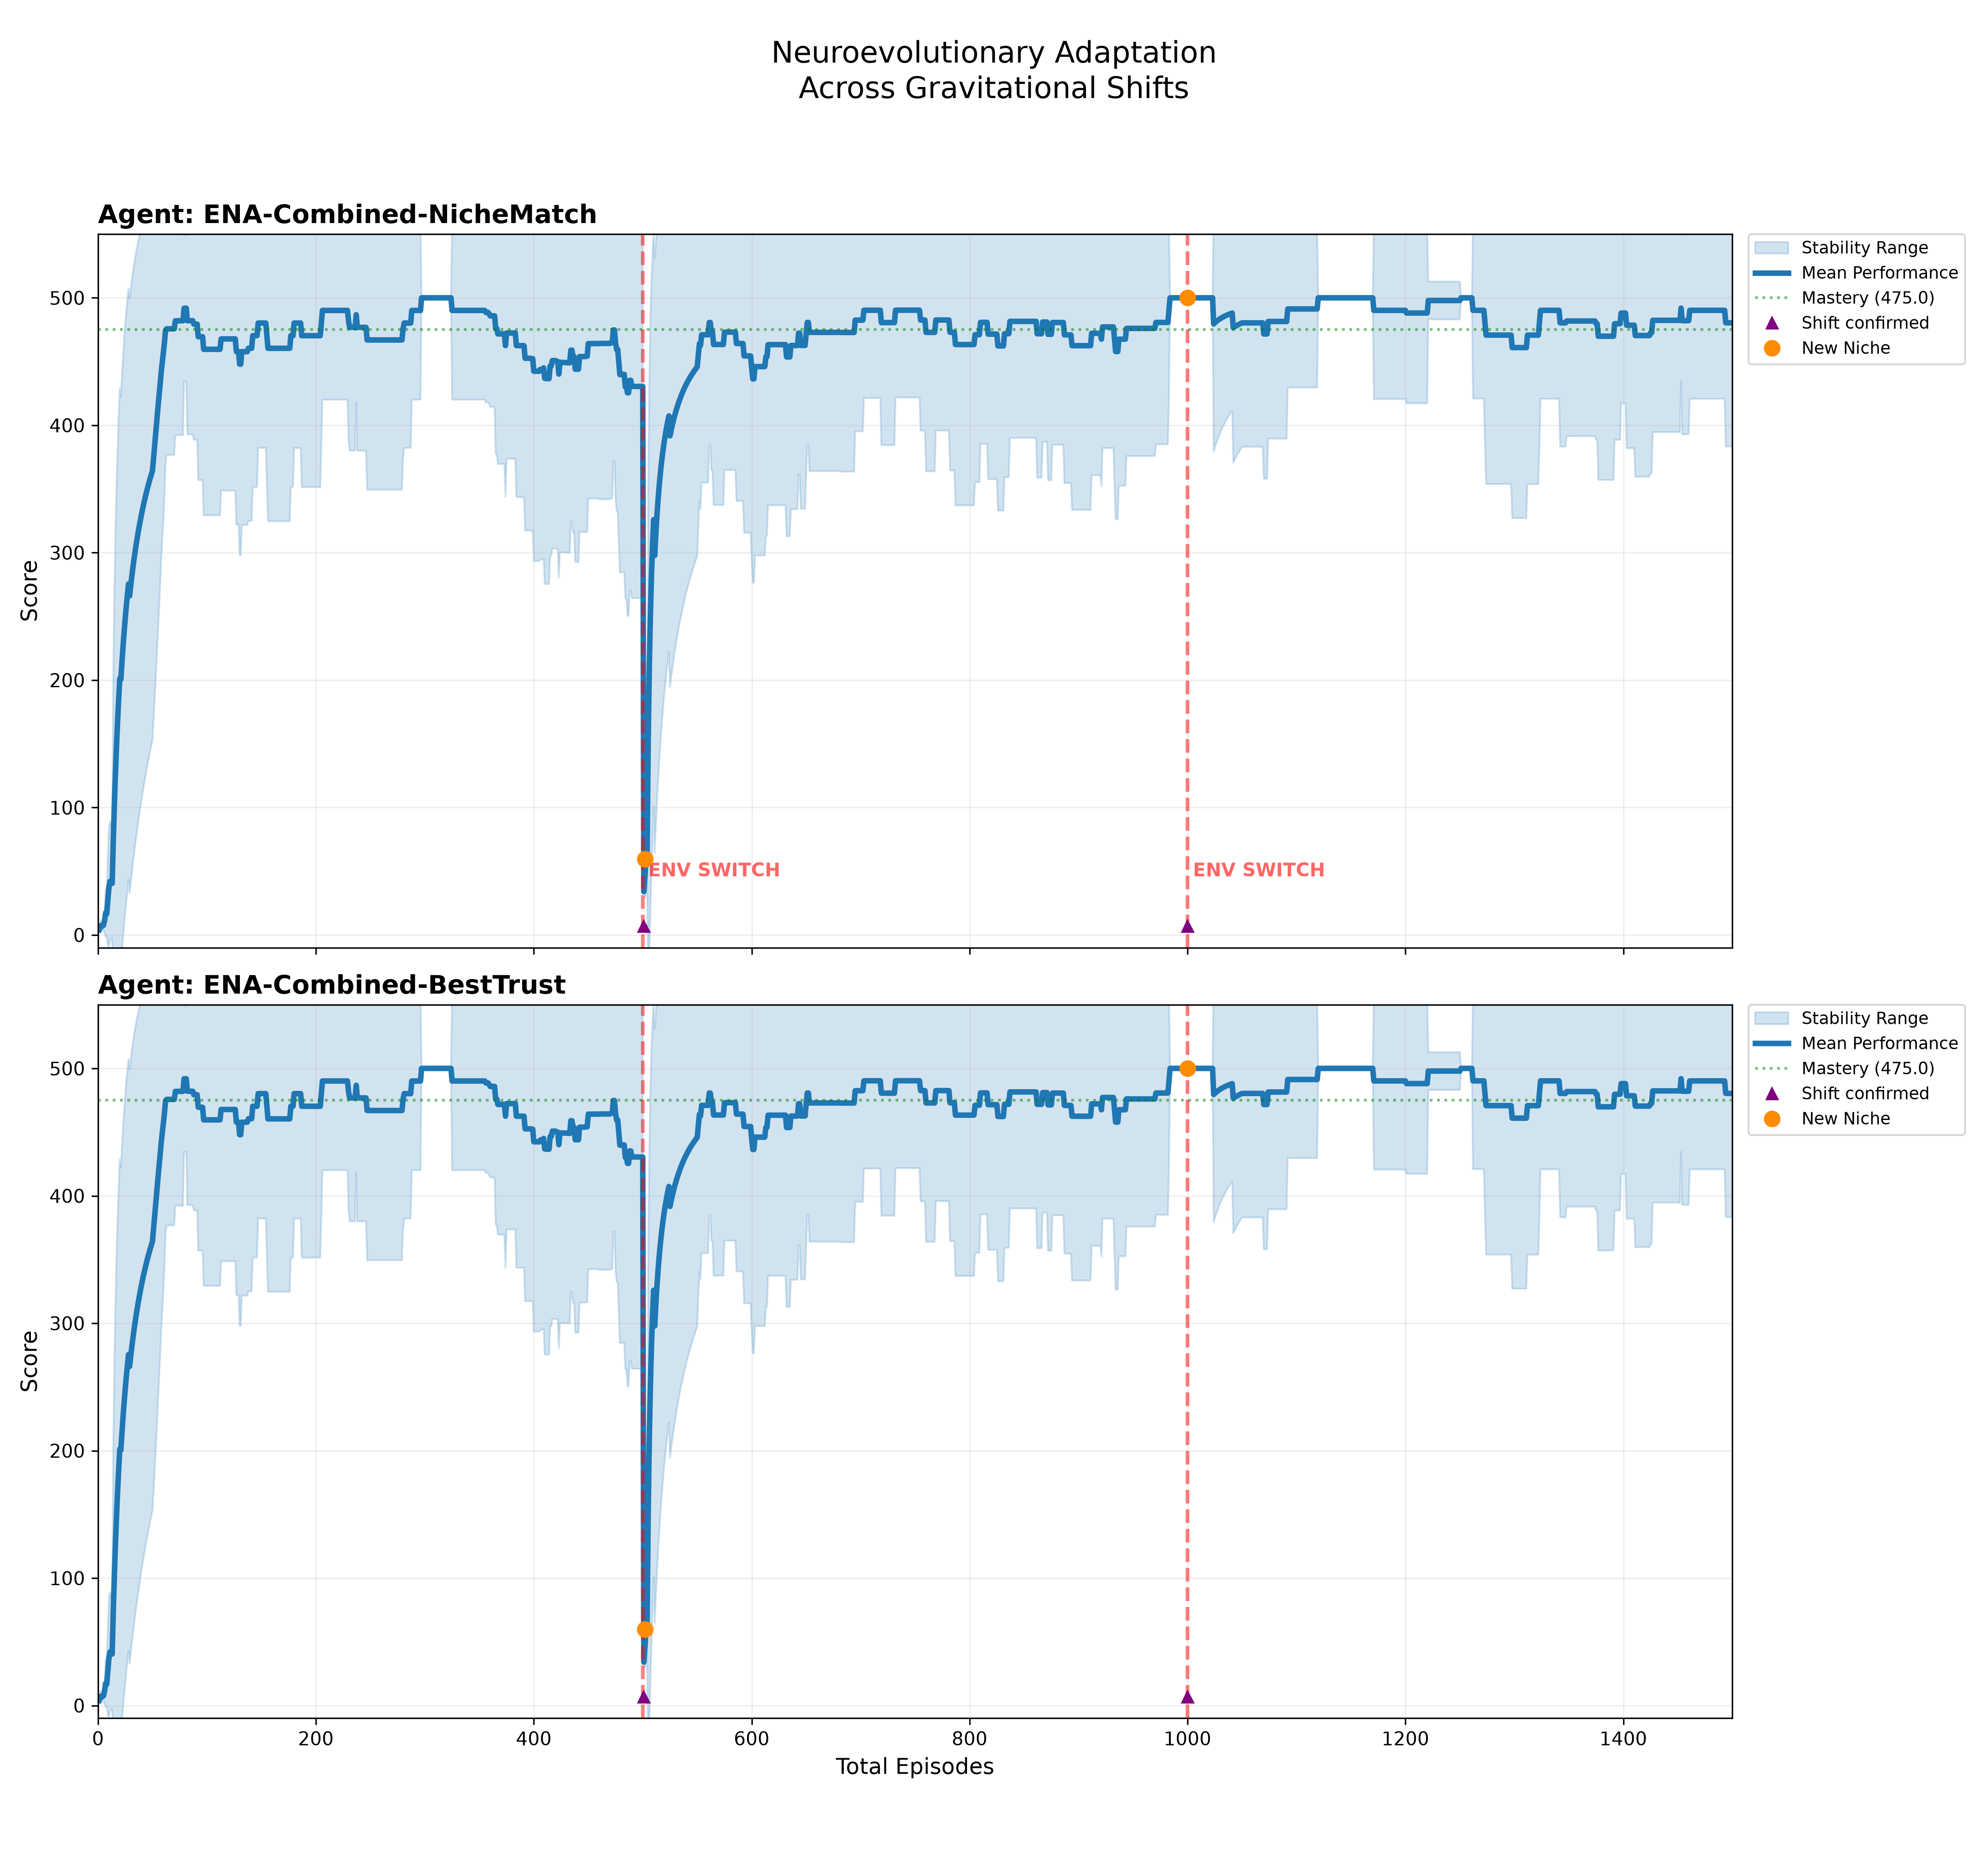 Neuroevolutionary Adaptation
Across Gravitational Shifts
Agent: ENA-Combined-NicheMatch
Score
500
400
300
200
100
0
ENV SWITCH
ENV SWITCH
Stability Range
Mean Performance
Mastery (475.0)
Shift confirmed
New Niche
Agent: ENA-Combined-BestTrust
Score
500
400
300
200
100
0
Stability Range
Mean Performance
Mastery (475.0)
Shift confirmed
New Niche
0 200 400 600 800 1000 1200 1400
Total Episodes